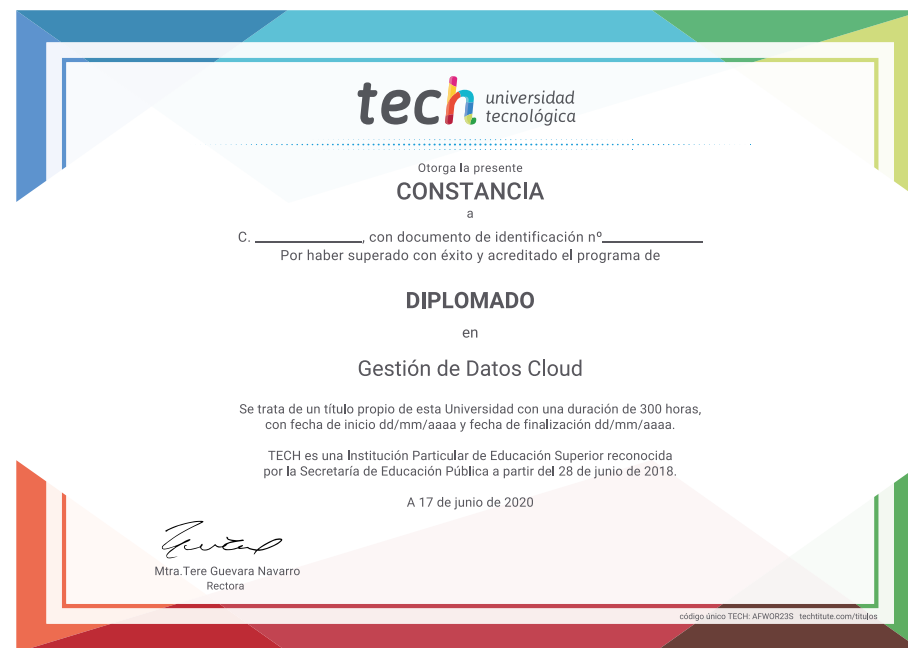 tech universidad
tecnológica
Otorga la presente
CONSTANCIA
a
C. ____________, con documento de identificación nº____________
Por haber superado con éxito y acreditado el programa de
DIPLOMADO
en
Gestión de Datos Cloud
Se trata de un título propio de esta Universidad con una duración de 300 horas,
con fecha de inicio dd/mm/aaaa y fecha de finalización dd/mm/aaaa.
TECH es una Institución Particular de Educación Superior reconocida
por la Secretaría de Educación Pública a partir del 28 de junio de 2018.
A 17 de junio de 2020
Mtra.Tere Guevara Navarro
Rectora
código único TECH: AFWOR23S techtitute.com/titulos